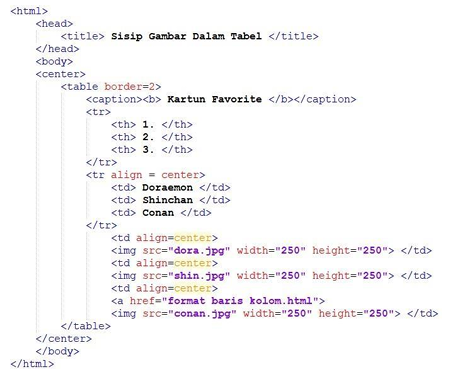 <html>
<head>
<title> Sisip Gambar Dalam Tabel </title>
</head>
<body>
<center>
<table border=2>
<caption><b> Kartun Favorite </b></caption>
<tr>
<th> 1. </th>
<th> 2. </th>
<th> 3. </th>
</tr>
<tr align = center>
<td> Doraemon </td>
<td> Shinchan </td>
<td> Conan </td>
</tr>
<td align=center>
<img src="dora.jpg" width="250" height="250"> </td>
<td align=center>
<img src="shin.jpg" width="250" height="250"> </td>
<td align=center>
<a href="format baris kolom.html">
<img src="conan.jpg" width="250" height="250"> </td>
</table>
</center>
</body>
</html>